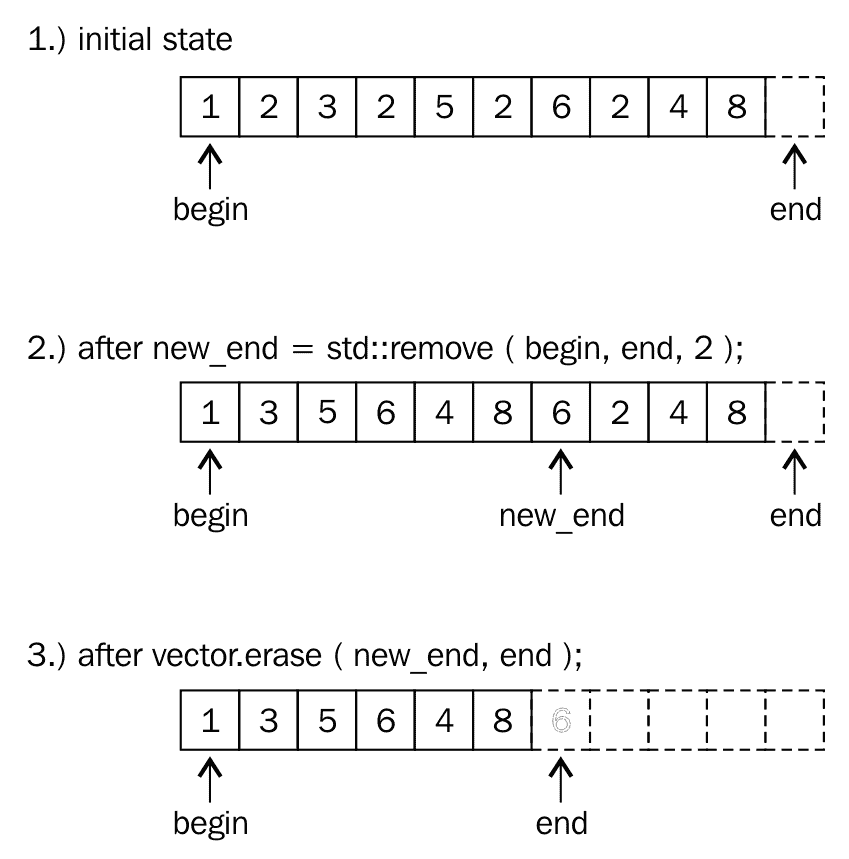 1.) initial state
1 2 3 2 5 2 6 2 4 8
begin end
2.) after new_end = std::remove ( begin, end, 2 );
1 3 5 6 4 8 6 2 4 8
begin new_end end
3.) after vector.erase ( new_end, end );
1 3 5 6 4 8 6
begin end